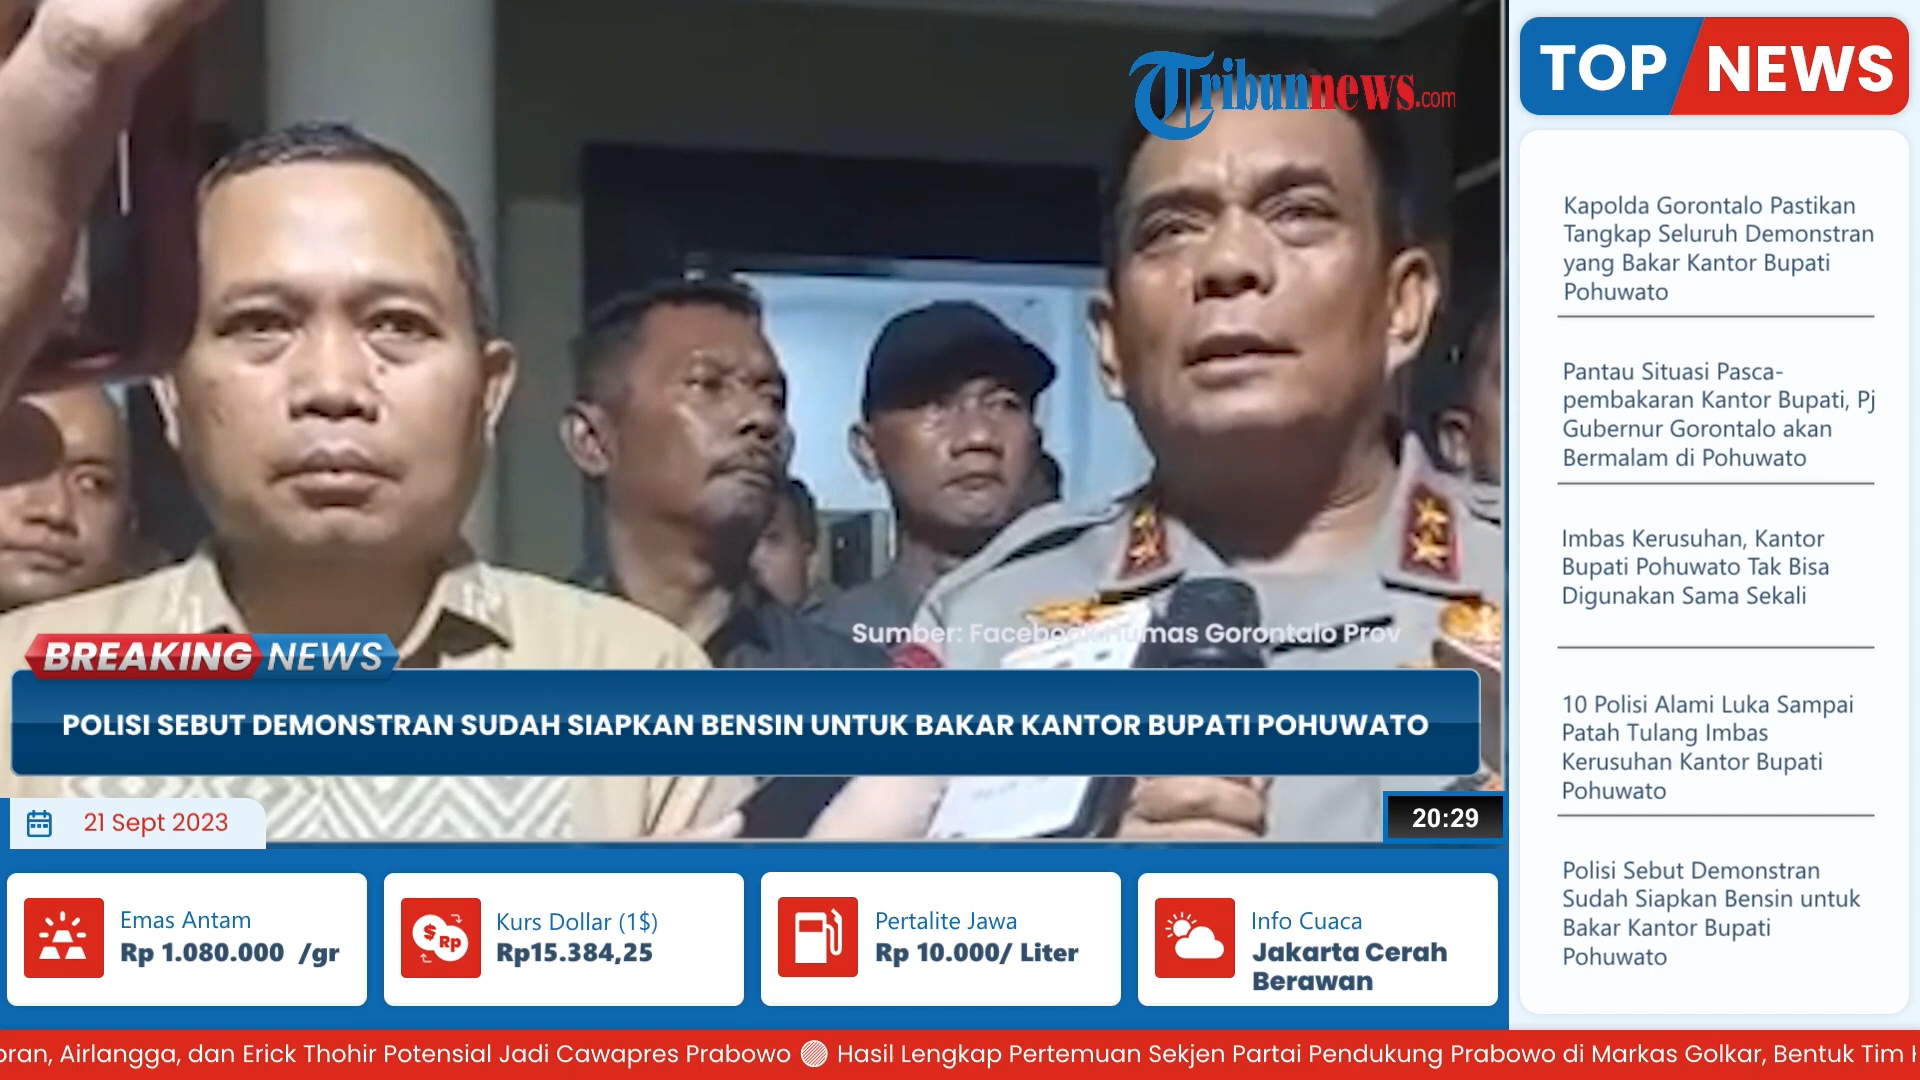 Tribunnews.com
TOP NEWS
Kapolda Gorontalo Pastikan
Tangkap Seluruh Demonstran
yang Bakar Kantor Bupati
Pohuwato
Pantau Situasi Pasca-
pembakaran Kantor Bupati, Pj
Gubernur Gorontalo akan
Bermalam di Pohuwato
Imbas Kerusuhan, Kantor
Bupati Pohuwato Tak Bisa
Digunakan Sama Sekali
10 Polisi Alami Luka Sampai
Patah Tulang Imbas
Kerusuhan Kantor Bupati
Pohuwato
Polisi Sebut Demonstran
Sudah Siapkan Bensin untuk
Bakar Kantor Bupati
Pohuwato
Sumber: Facebook Humas Gorontalo Prov
BREAKING NEWS
POLISI SEBUT DEMONSTRAN SUDAH SIAPKAN BENSIN UNTUK BAKAR KANTOR BUPATI POHUWATO
21 Sept 2023
20:29
Emas Antam
Rp 1.080.000 /gr
$ Rp
Kurs Dollar (1$)
Rp15.384,25
Pertalite Jawa
Rp 10.000/ Liter
Info Cuaca
Jakarta Cerah
Berawan
Airlangga, dan Erick Thohir Potensial Jadi Cawapres Prabowo Hasil Lengkap Pertemuan Sekjen Partai Pendukung Prabowo di Markas Golkar, Bentuk Tim